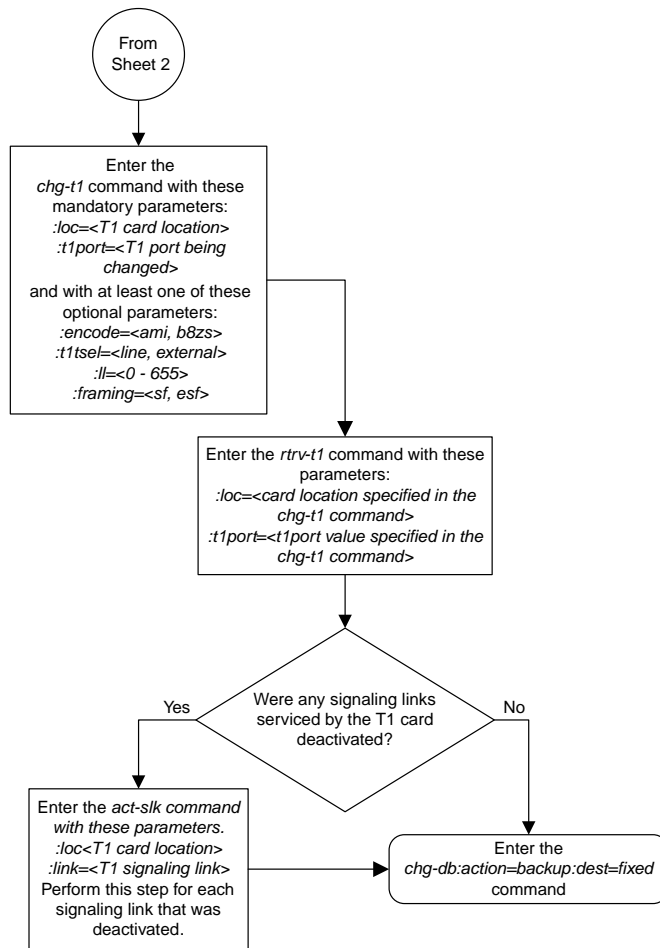 From
Sheet 2
Enter the
chg-t1 command with these
mandatory parameters:
:loc=<T1 card location>
:t1port=<T1 port being
changed>
and with at least one of these
optional parameters:
:encode=<ami, b8zs>
:t1tsel=<line, external>
:ll=<0 - 655>
:framing=<sf, esf>
Enter the rtrv-t1 command with these
parameters:
:loc=<card location specified in the
chg-t1 command>
:t1port=<t1port value specified in the
chg-t1 command>
Were any signaling links
serviced by the T1 card
deactivated?
Yes
No
Enter the act-slk command
with these parameters.
:loc<T1 card location>
:link=<T1 signaling link>
Perform this step for each
signaling link that was
deactivated.
Enter the
chg-db:action=backup:dest=fixed
command